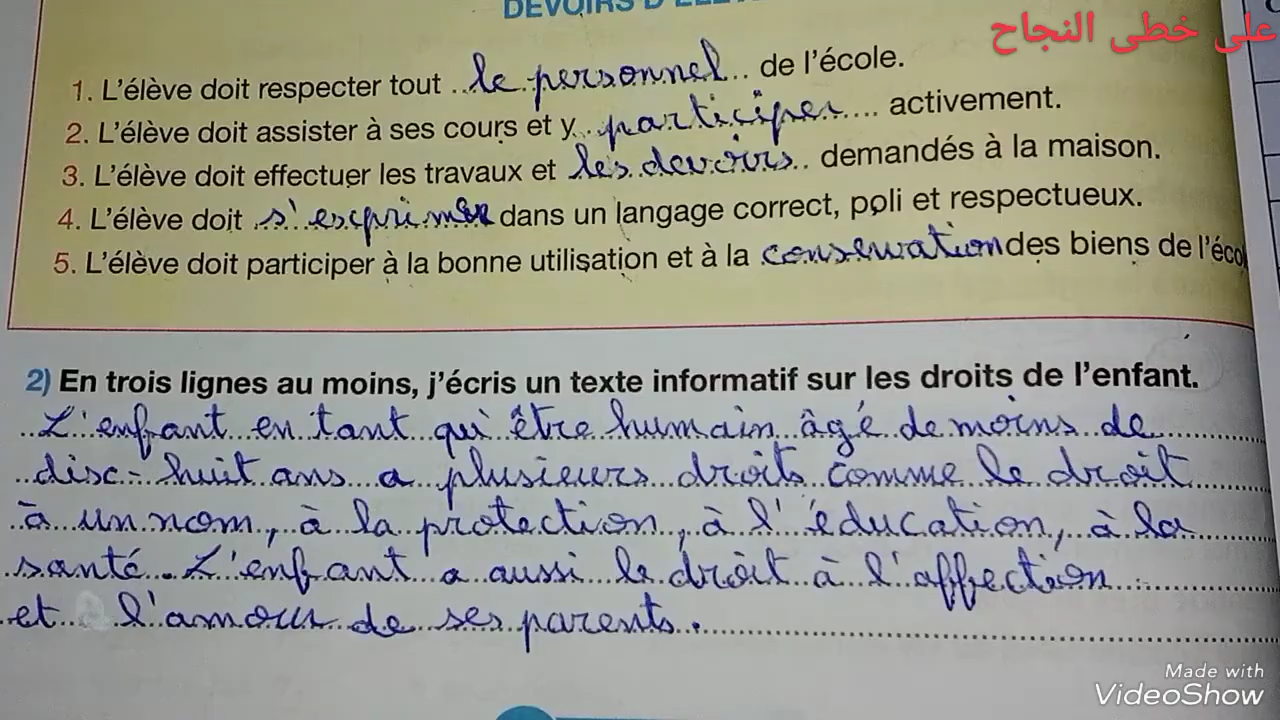 DEVOIRS D'ÉLÈ
على خطى النجاح
1. L'élève doit respecter tout ..le personnel.. de l'école.
2. L'élève doit assister à ses cours et y ..participer.... activement.
3. L'élève doit effectuer les travaux et les devoirs.. demandés à la maison.
4. L'élève doit ..s'exprimer dans un langage correct, poli et respectueux.
5. L'élève doit participer à la bonne utilisation et à la conservation des biens de l'écol
2) En trois lignes au moins, j'écris un texte informatif sur les droits de l'enfant.
L'enfant en tant qu'être humain âgé de moins de
dix-huit ans a plusieurs droits comme le droit
à un nom, à la protection, à l'éducation, à la
santé. L'enfant a aussi le droit à l'affection
et l'amour de ses parents.
Made with
VideoShow